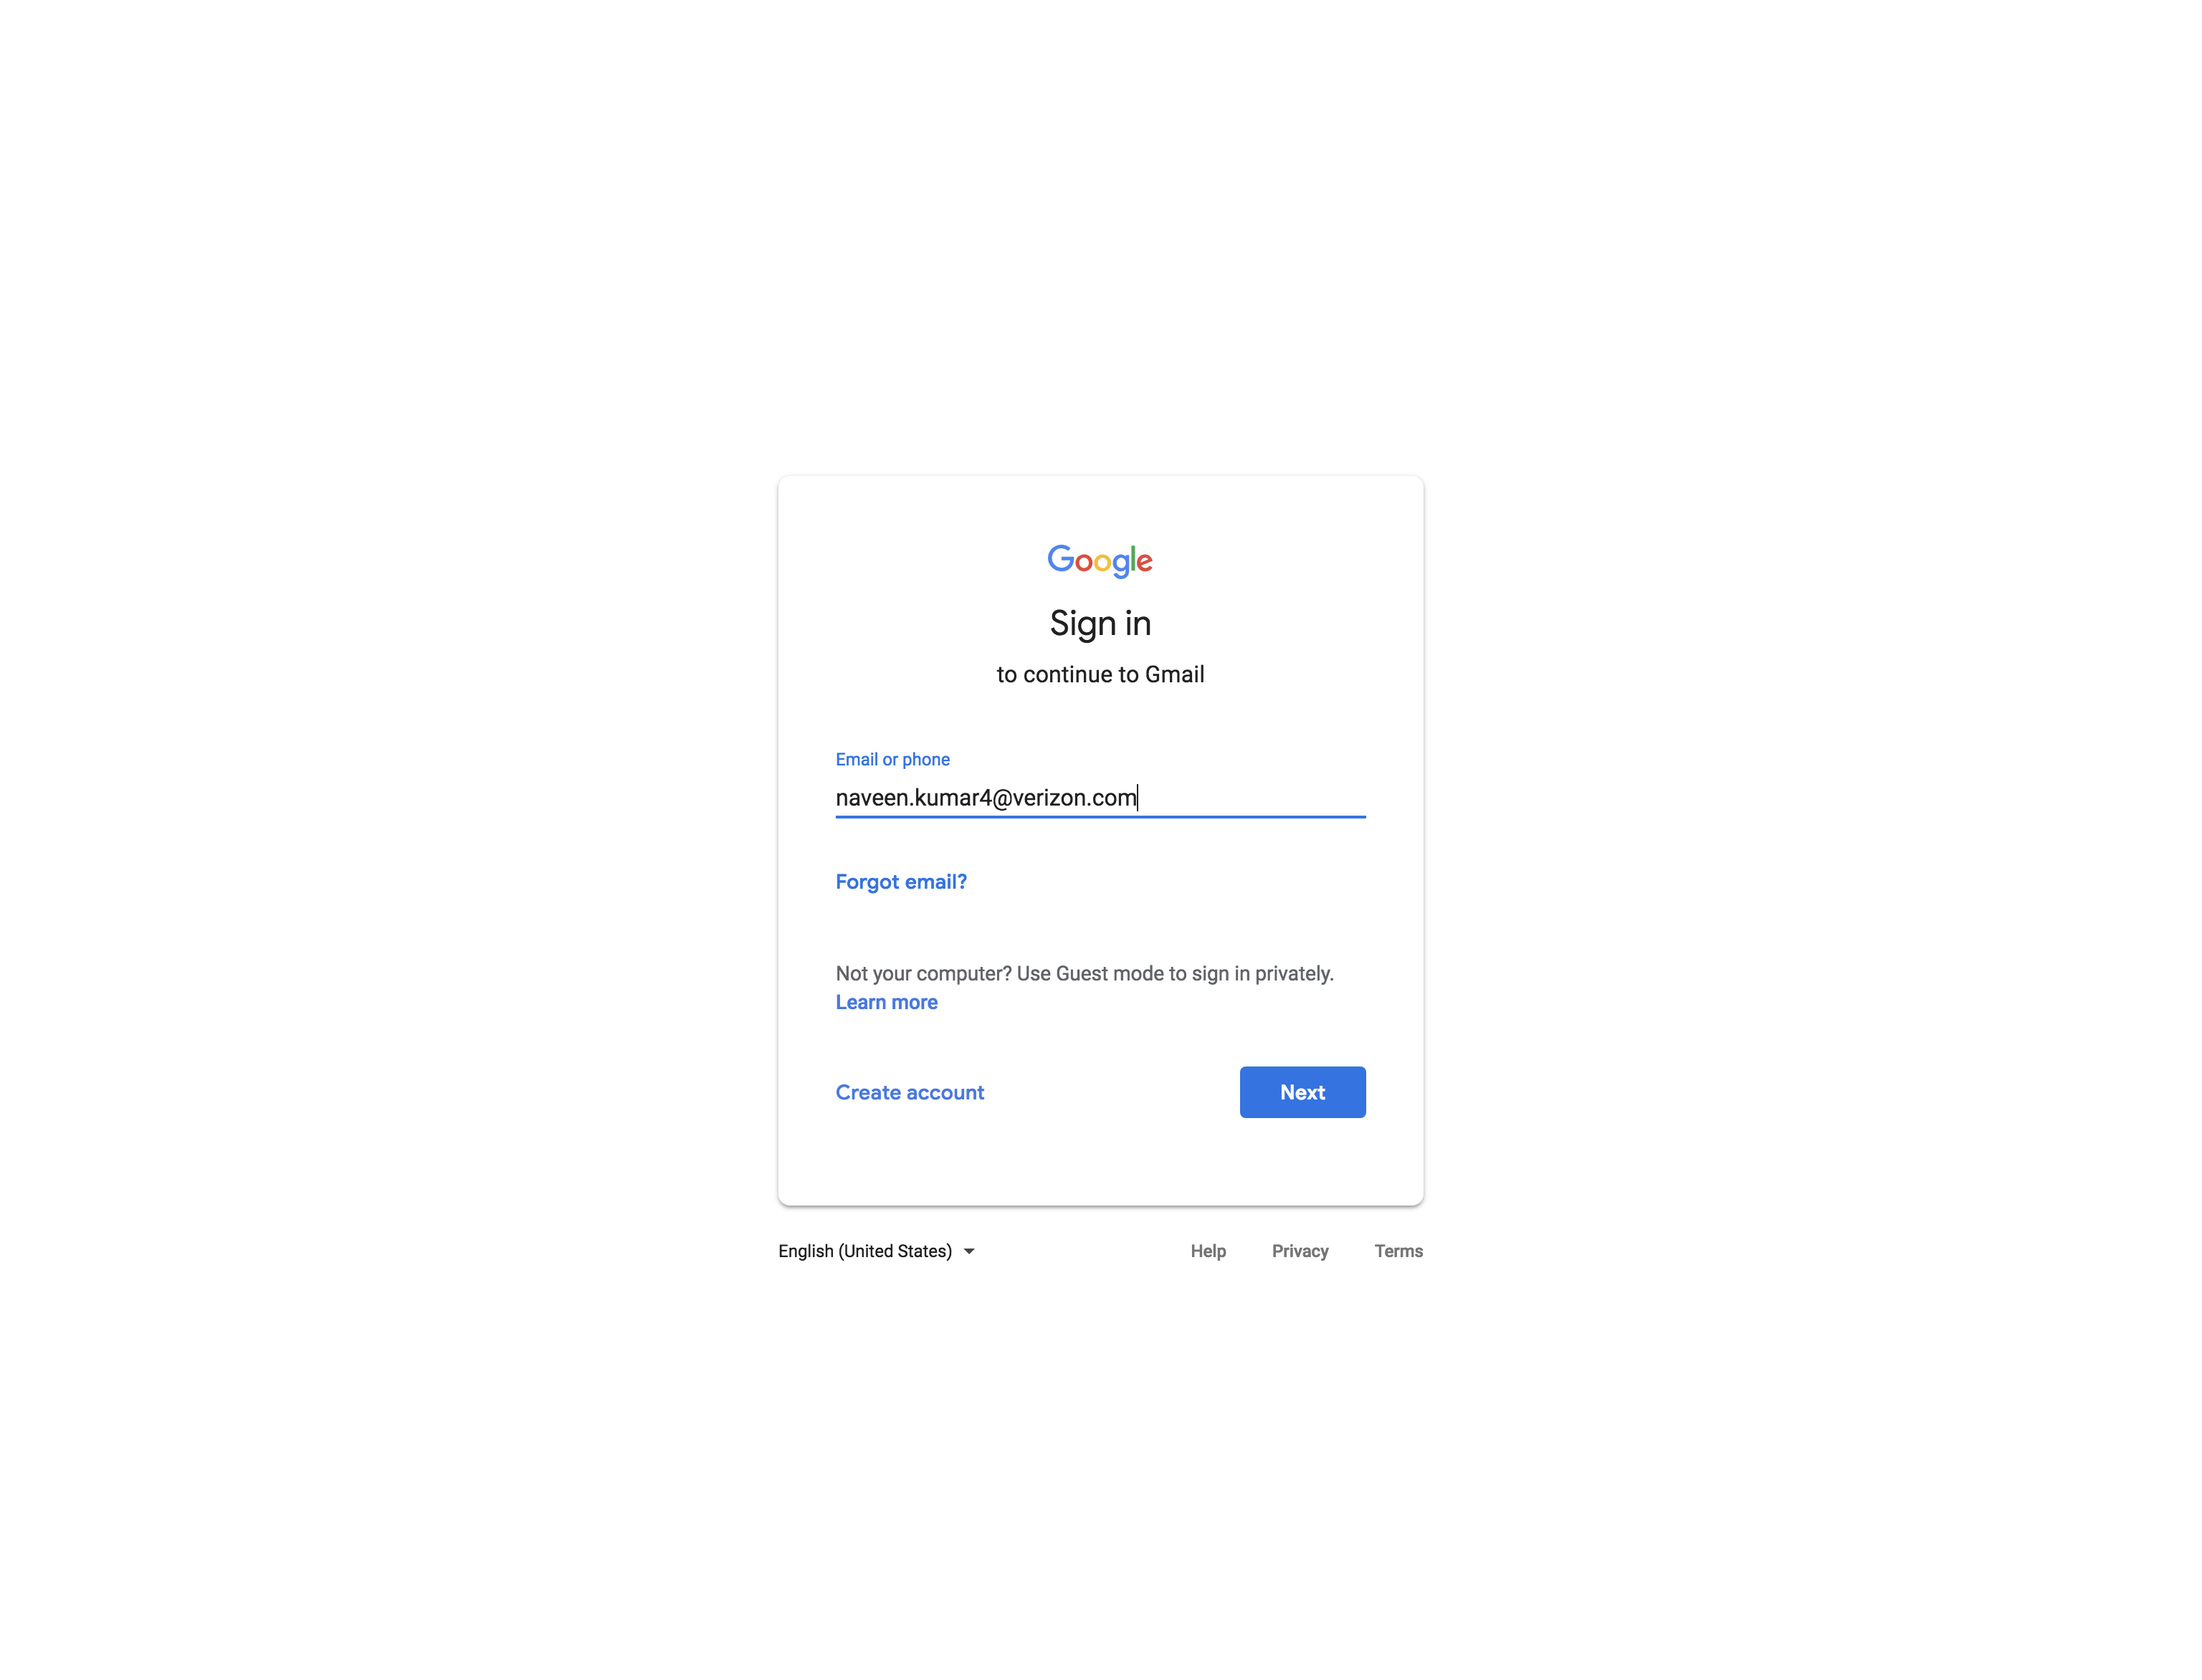 Google
Sign in
to continue to Gmail
Email or phone
naveen.kumar4@verizon.com
Forgot email?
Not your computer? Use Guest mode to sign in privately.
Learn more
Create account
Next
English (United States)
Help
Privacy
Terms